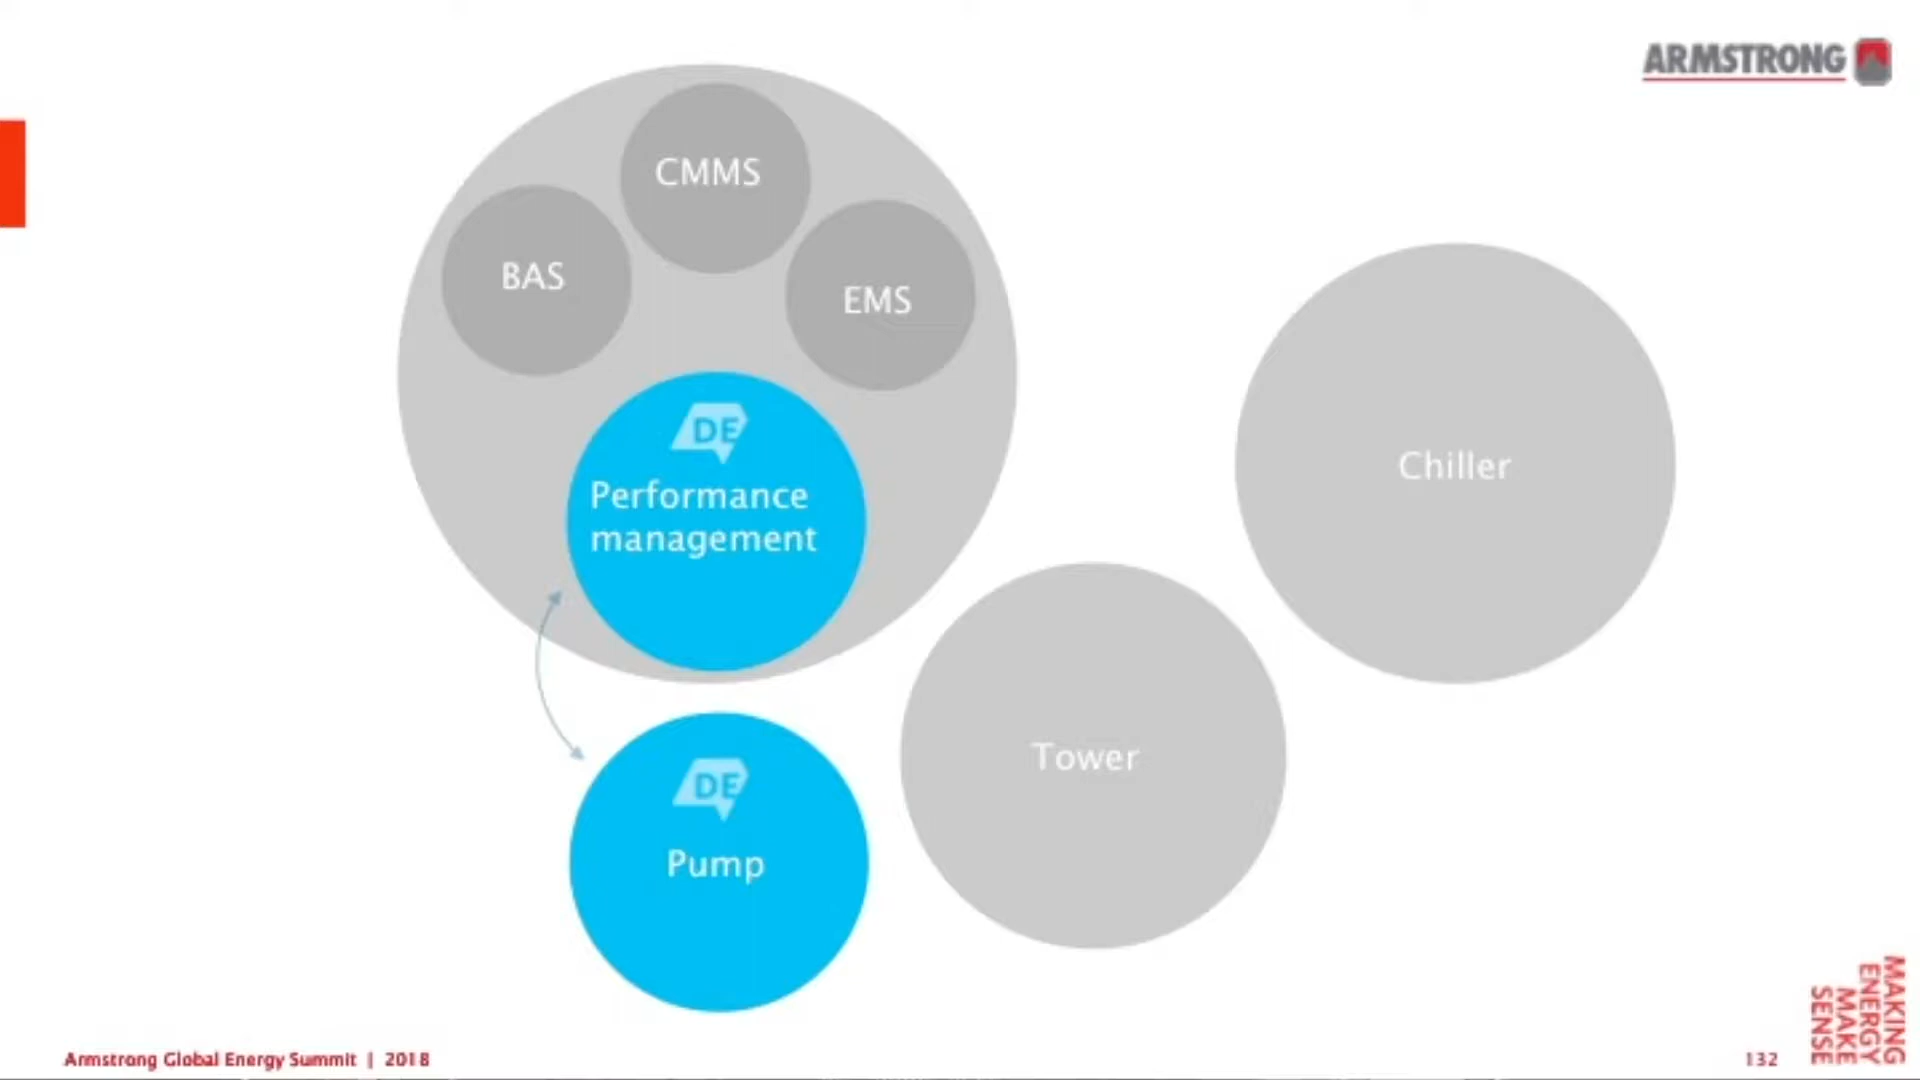 ARMSTRONG
CMMS
BAS
EMS
DE
Performance
management
Chiller
Tower
DE
Pump
MAKING
ENERGY
MAKE
SENSE
Armstrong Global Energy Summit | 2018
132